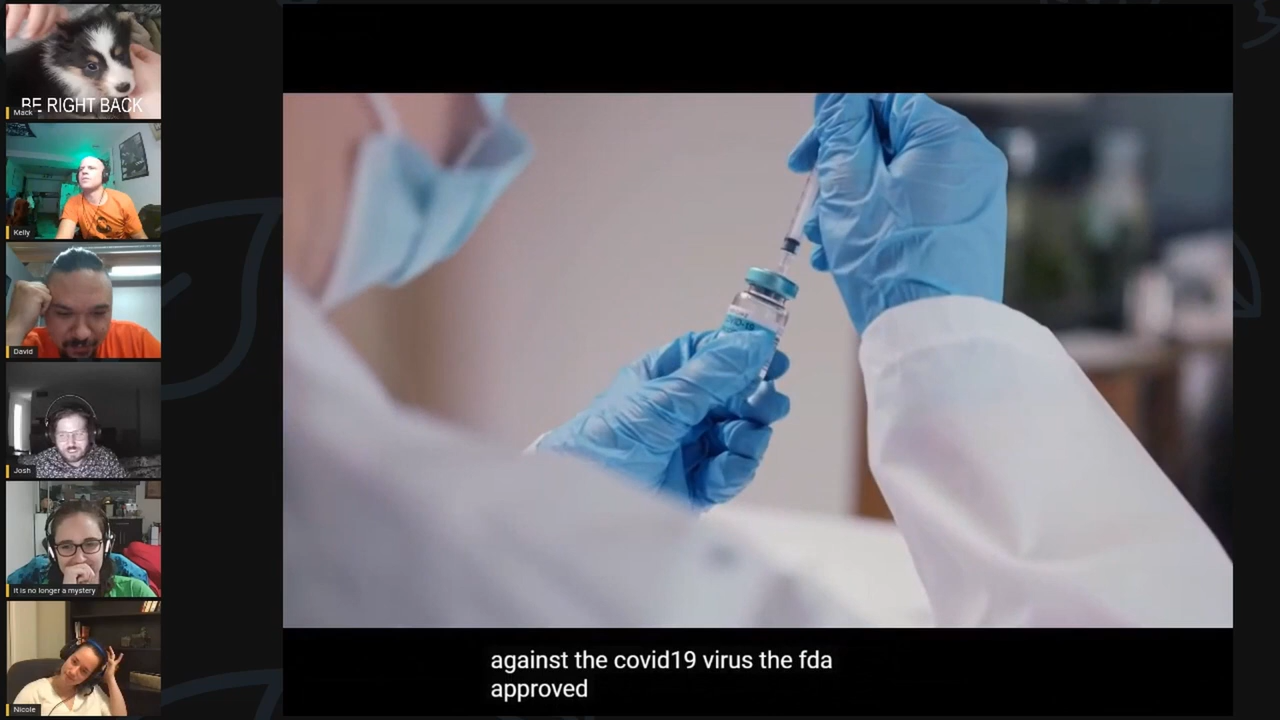 BE RIGHT BACK
Mack
Kelly
David
Josh
it is no longer a mystery
Nicole
against the covid19 virus the fda
approved